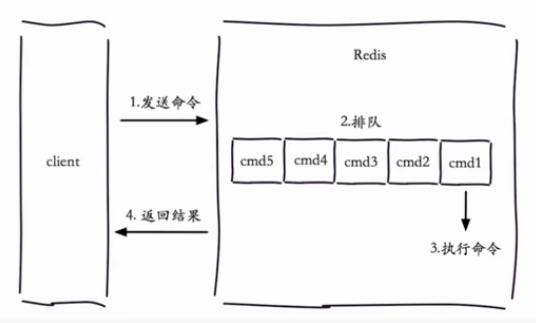 Redis
1.发送命令
2.排队
client
cmd5 cmd4 cmd3 cmd2 cmd1
4. 返回结果
3.执行命令